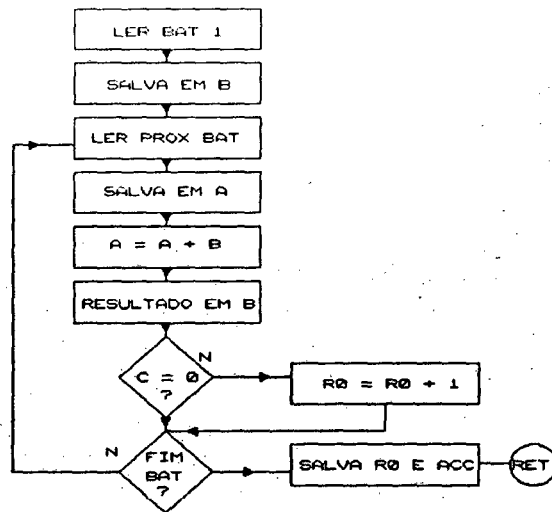 LER BAT 1
SALVA EM B
LER PROX BAT
SALVA EM A
A = A + B
RESULTADO EM B
N
C = 0
?
R0 = R0 + 1
N
FIM
BAT
?
SALVA R0 E ACC
RET